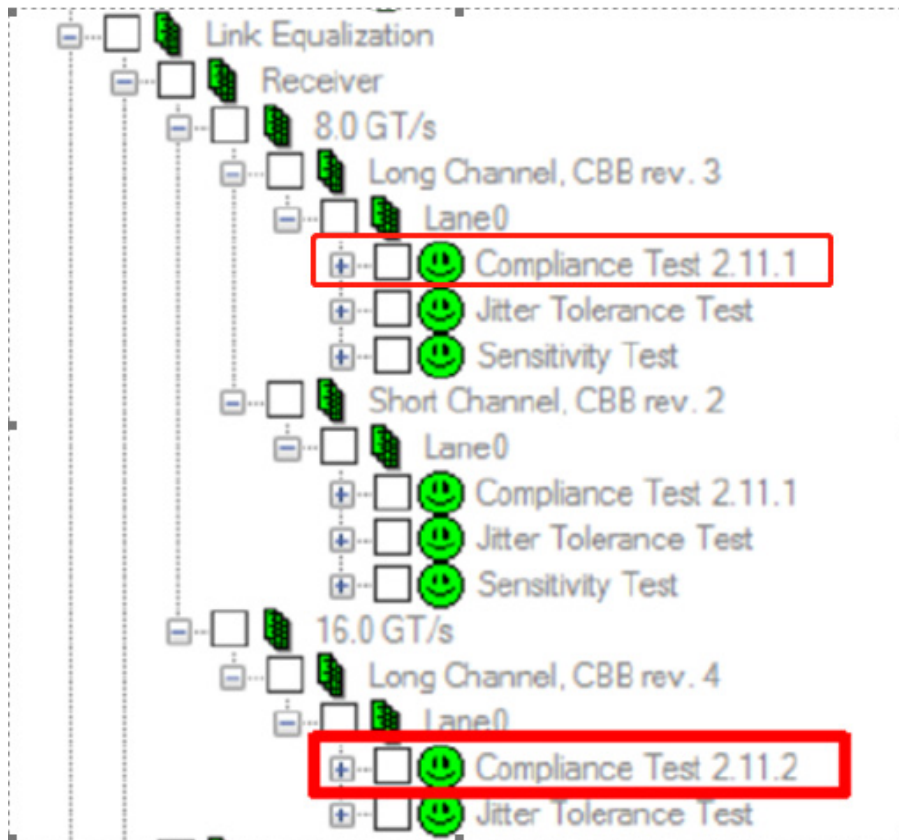 Link Equalization
Receiver
8.0 GT/s
Long Channel, CBB rev. 3
Lane0
Compliance Test 2.11.1
Jitter Tolerance Test
Sensitivity Test
Short Channel, CBB rev. 2
Lane0
Compliance Test 2.11.1
Jitter Tolerance Test
Sensitivity Test
16.0 GT/s
Long Channel, CBB rev. 4
Lane0
Compliance Test 2.11.2
Jitter Tolerance Test